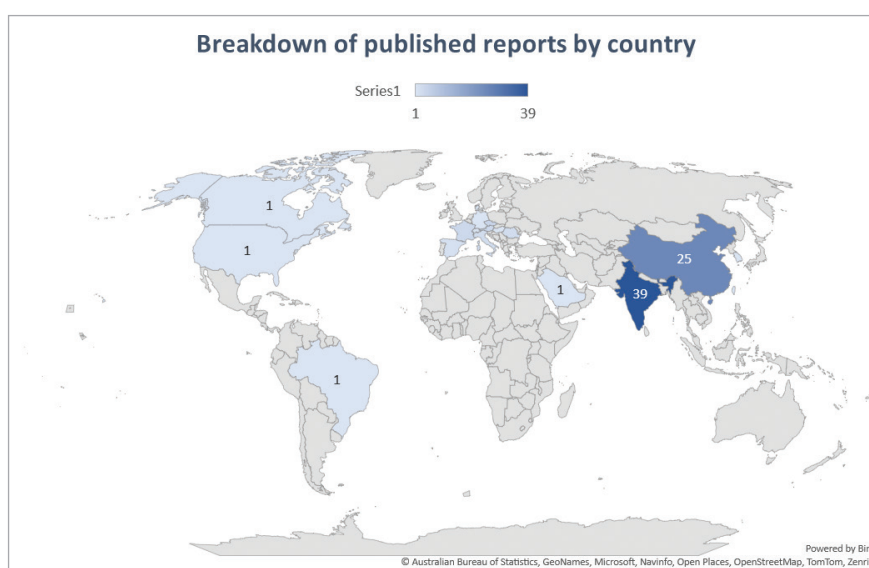 Breakdown of published reports by country
Series1
1 39
1
1
25
1
39
1
Powered by Bin
© Australian Bureau of Statistics, GeoNames, Microsoft, Navinfo, Open Places, OpenStreetMap, TomTom, Zenri